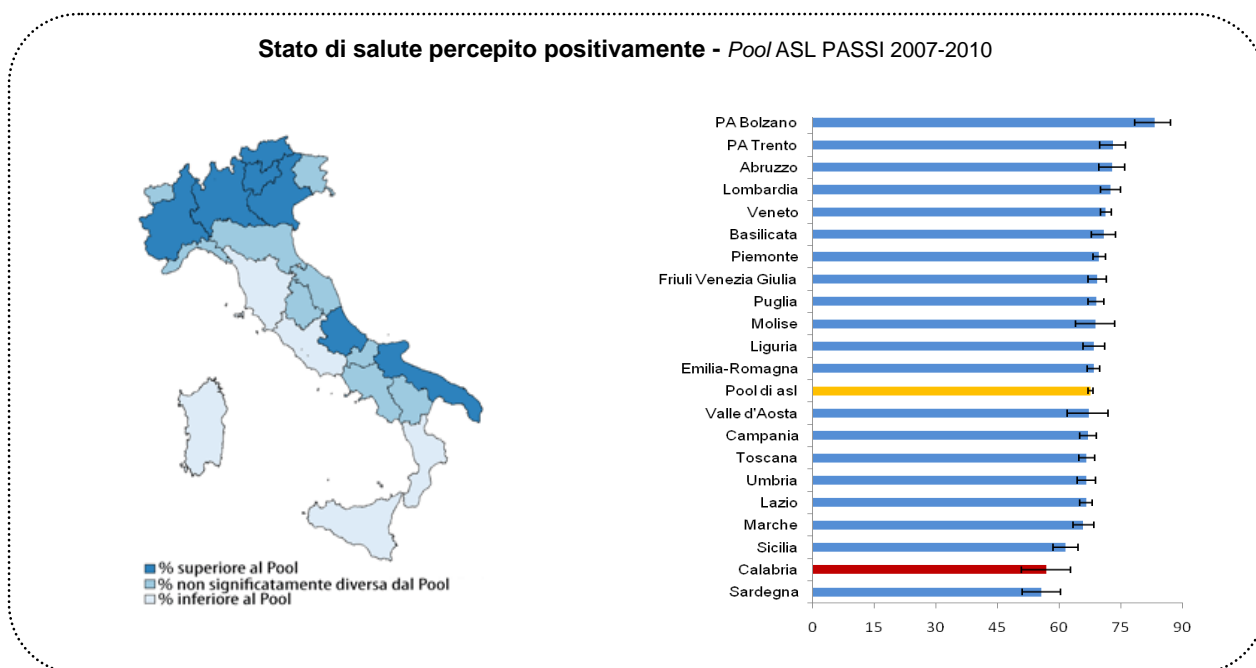 Stato di salute percepito positivamente - Pool ASL PASSI 2007-2010
% superiore al Pool
% non significatamente diversa dal Pool
% inferiore al Pool
PA Bolzano
PA Trento
Abruzzo
Lombardia
Veneto
Basilicata
Piemonte
Friuli Venezia Giulia
Puglia
Molise
Liguria
Emilia-Romagna
Pool di asl
Valle d'Aosta
Campania
Toscana
Umbria
Lazio
Marche
Sicilia
Calabria
Sardegna
0 15 30 45 60 75 90